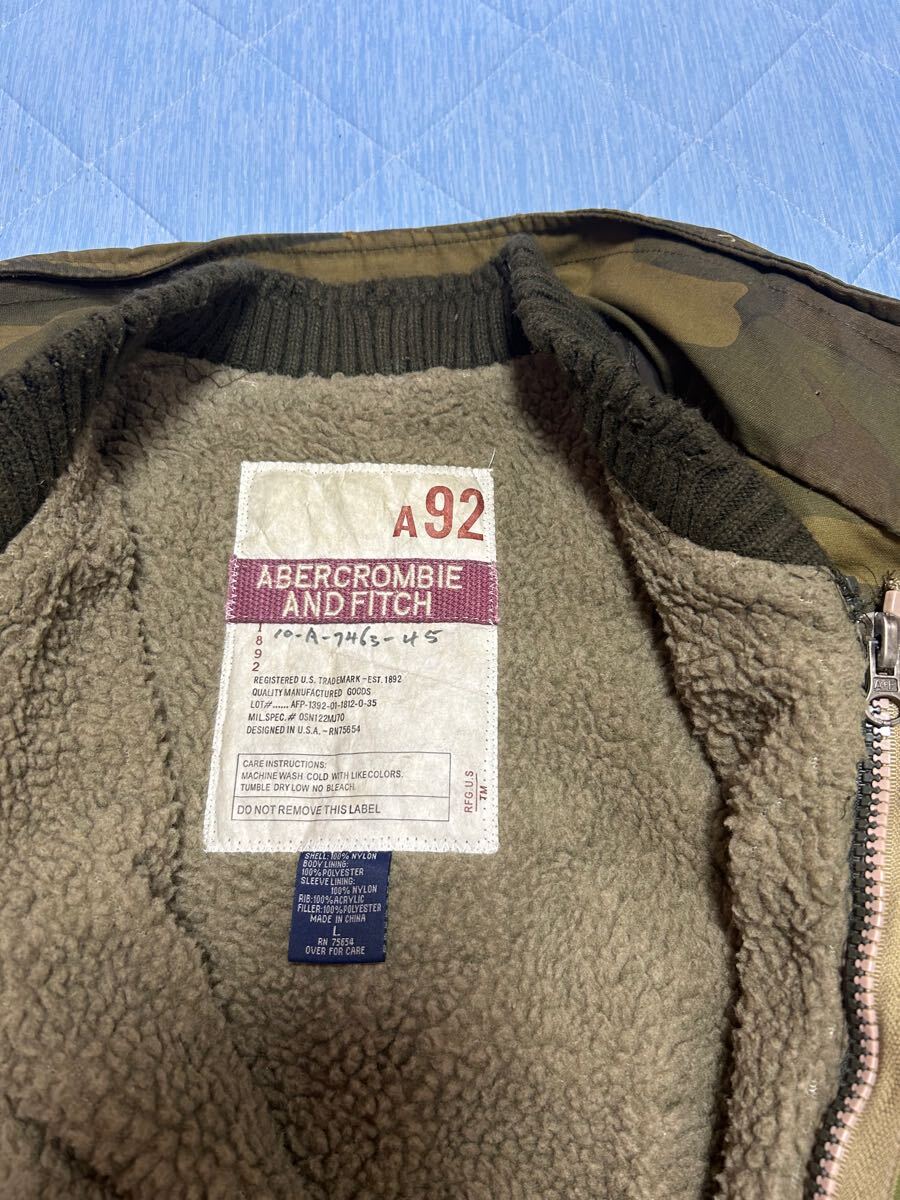 A92
ABERCROMBIE
AND FITCH
1892
10-A-7463-45
REGISTERED U.S. TRADEMARK-EST. 1892
QUALITY MANUFACTURED GOODS
LOT#...... AFP-1392-01-1812-0-35
MIL.SPEC.# OSN122MJ70
DESIGNED IN U.S.A. -RN75654
CARE INSTRUCTIONS:
MACHINE WASH COLD WITH LIKE COLORS.
TUMBLE DRY LOW NO BLEACH.
DO NOT REMOVE THIS LABEL
RFG.U.S
TM.
SHELL: 100% NYLON
BODY LINING:
100% POLYESTER
SLEEVE LINING:
100% NYLON
RIB: 100% ACRYLIC
FILLER: 100% POLYESTER
MADE IN CHINA
L
RN 75654
OVER FOR CARE